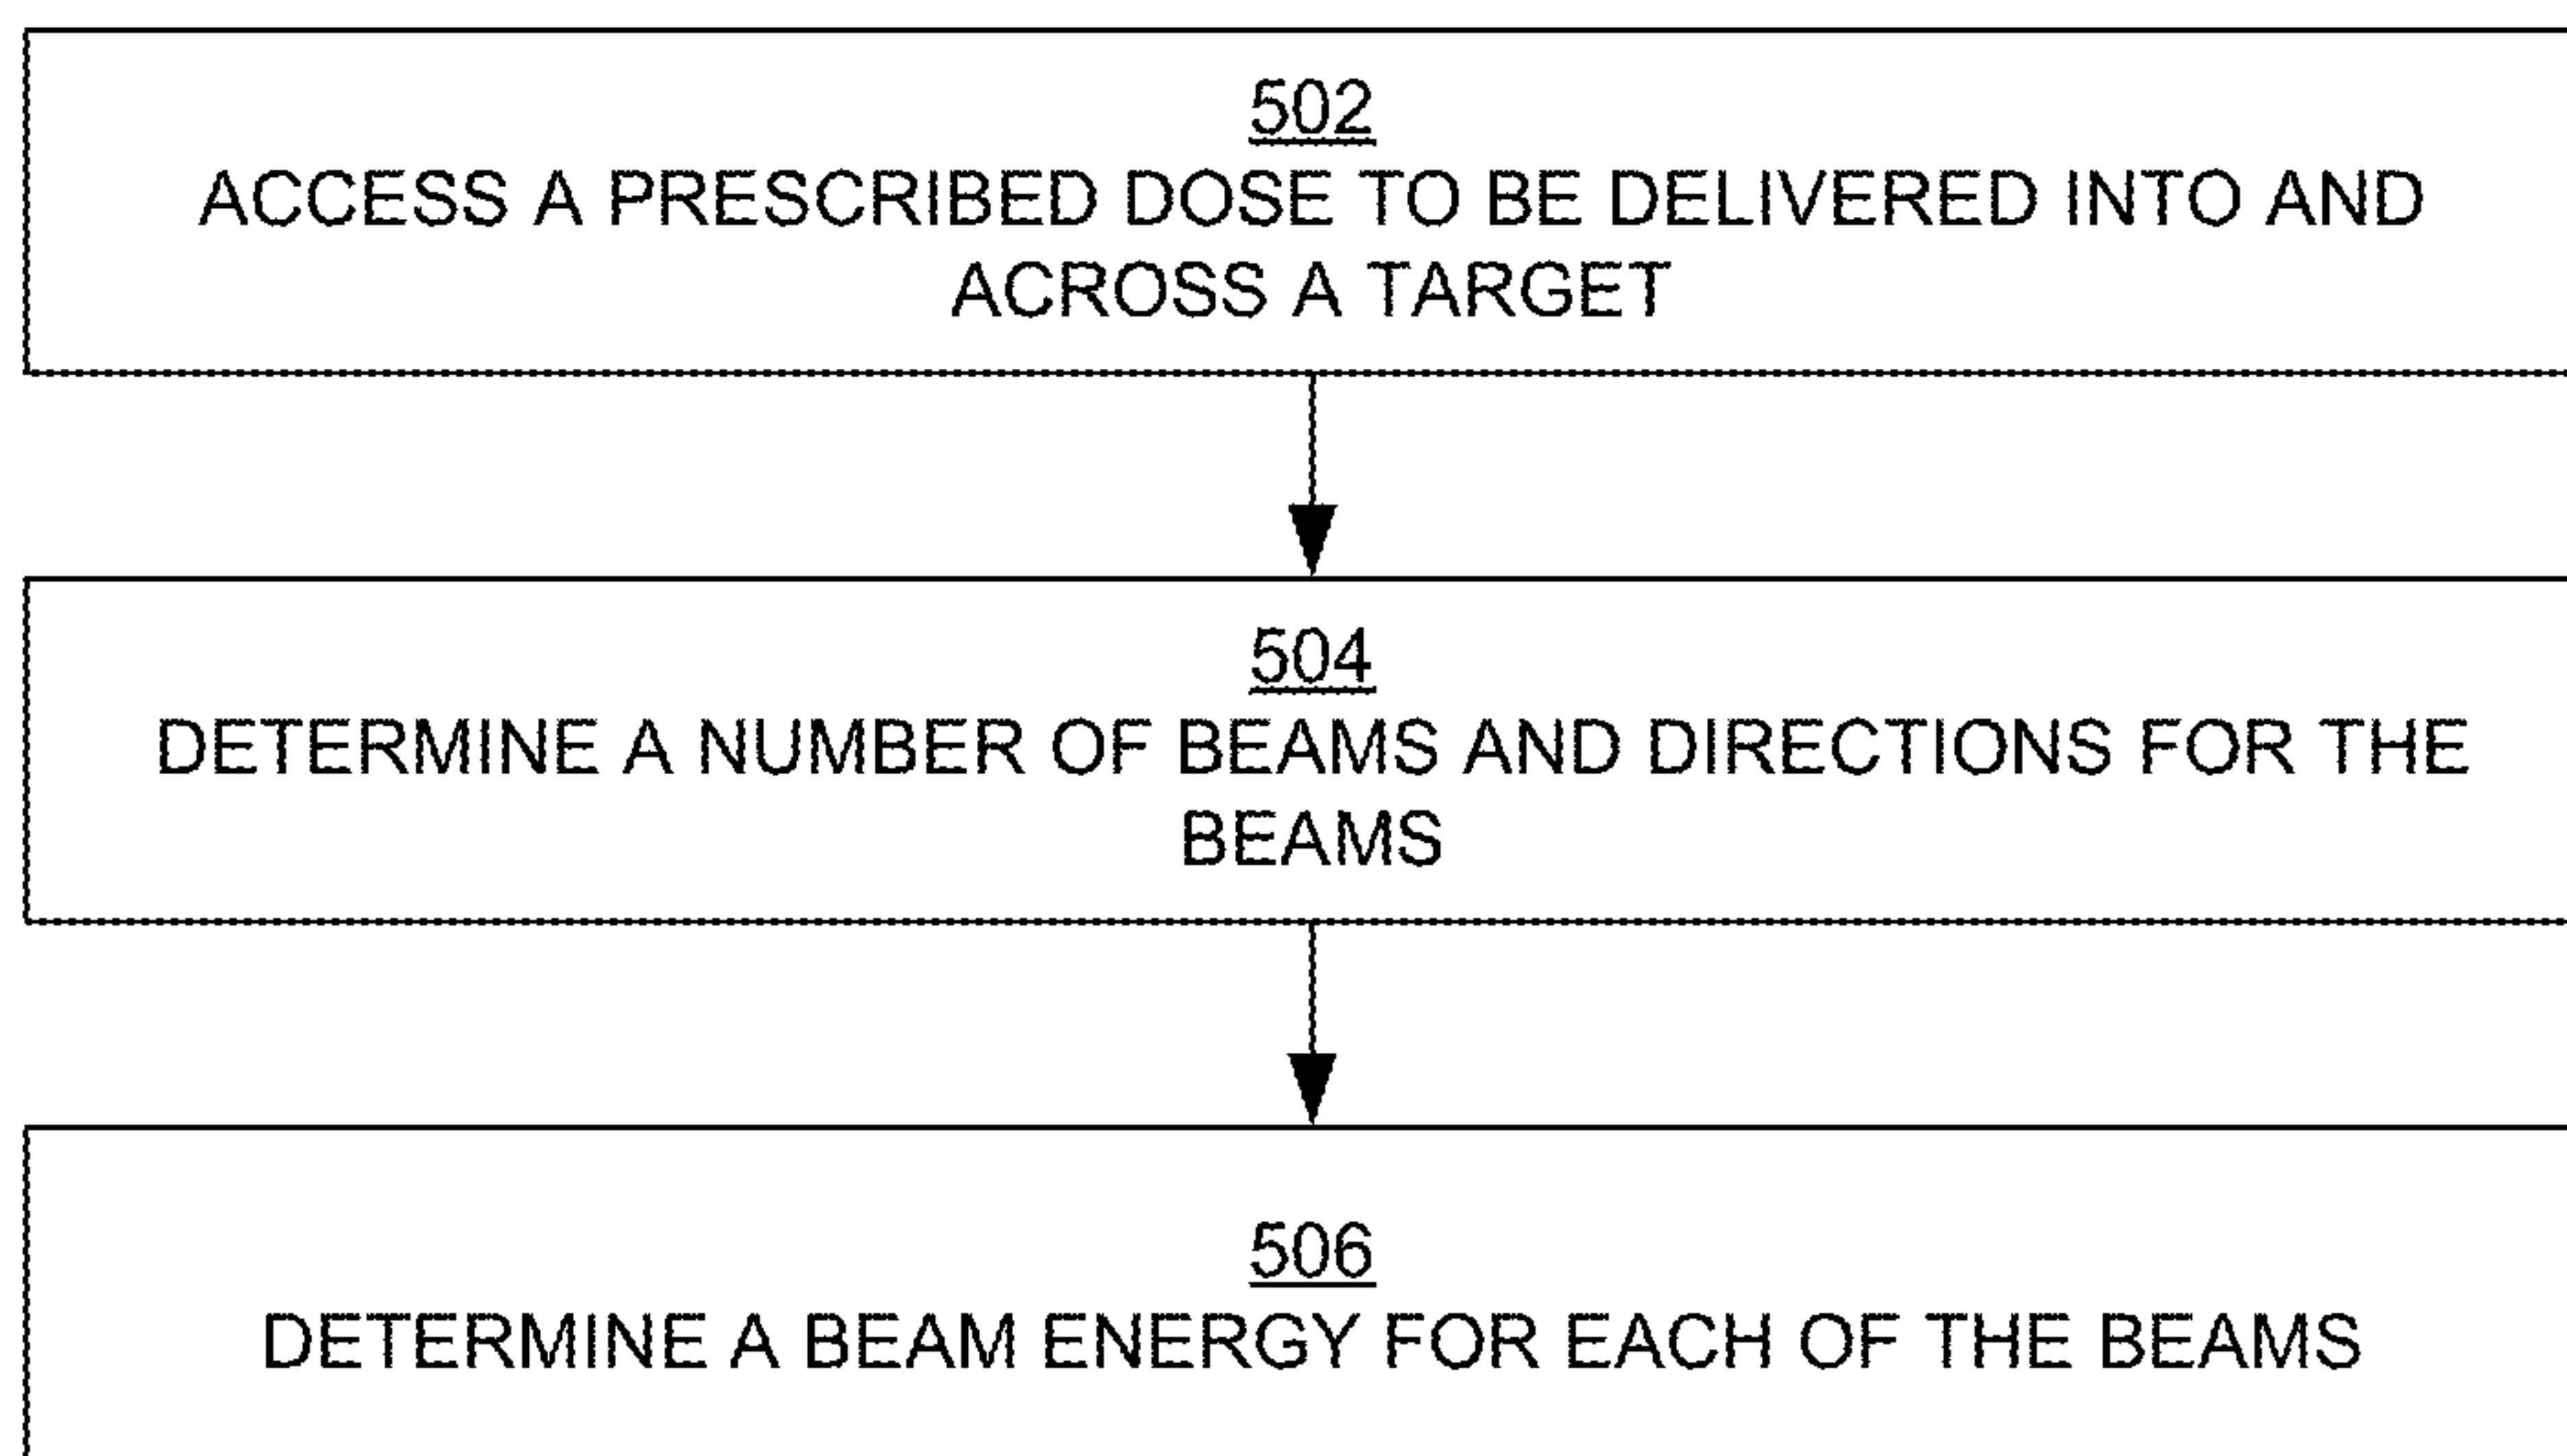 502
ACCESS A PRESCRIBED DOSE TO BE DELIVERED INTO AND
ACROSS A TARGET
504
DETERMINE A NUMBER OF BEAMS AND DIRECTIONS FOR THE
BEAMS
506
DETERMINE A BEAM ENERGY FOR EACH OF THE BEAMS